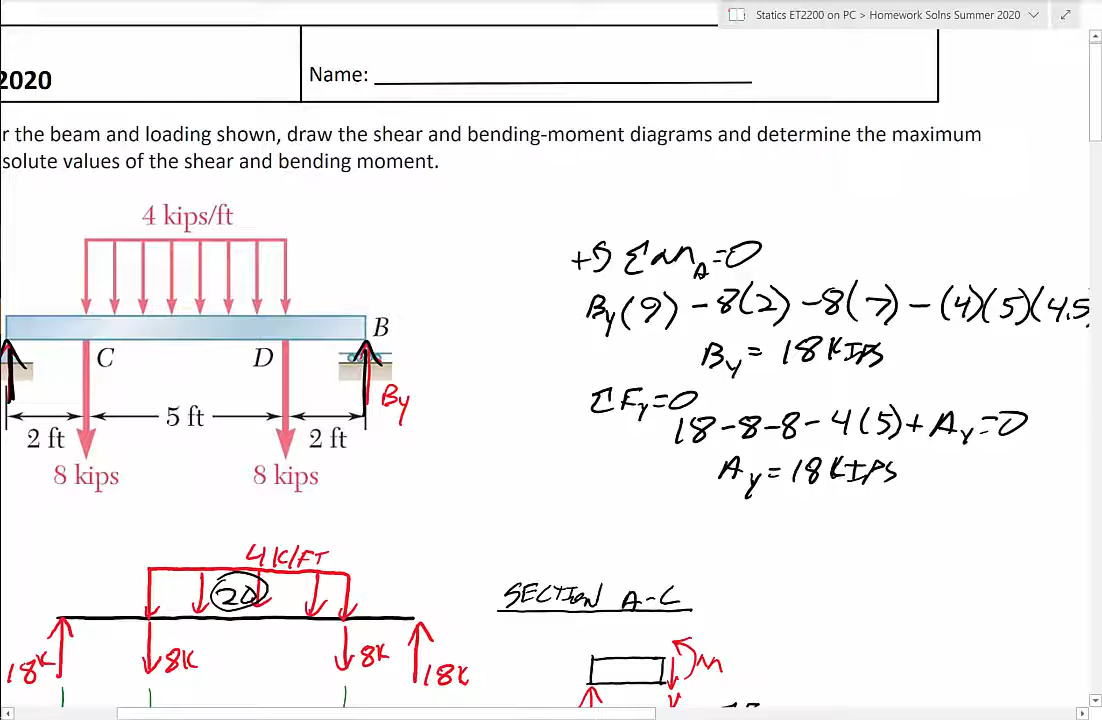 Statics ET2200 on PC > Homework Solns Summer 2020
2020
Name:
r the beam and loading shown, draw the shear and bending-moment diagrams and determine the maximum
solute values of the shear and bending moment.
4 kips/ft
B
C
D
By
2 ft
5 ft
2 ft
8 kips
8 kips
+↺ ΣM_A=0
By(9) - 8(2) - 8(7) - (4)(5)(4.5
By = 18 KIPS
ΣFy=0
18-8-8-4(5)+Ay=0
Ay = 18 KIPS
4K/FT
20
18K
8K
8K
18K
SECTION A-C
M
V